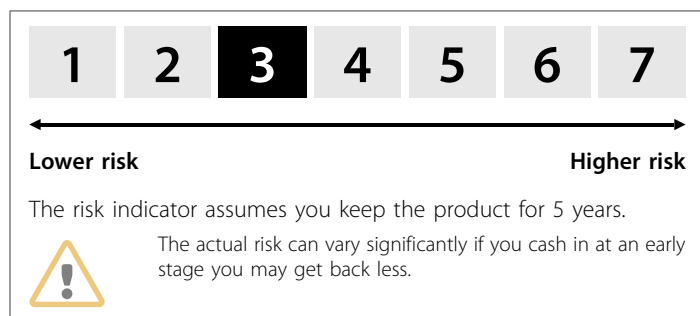 1 2 3 4 5 6 7
Lower risk Higher risk
The risk indicator assumes you keep the product for 5 years.
The actual risk can vary significantly if you cash in at an early
stage you may get back less.